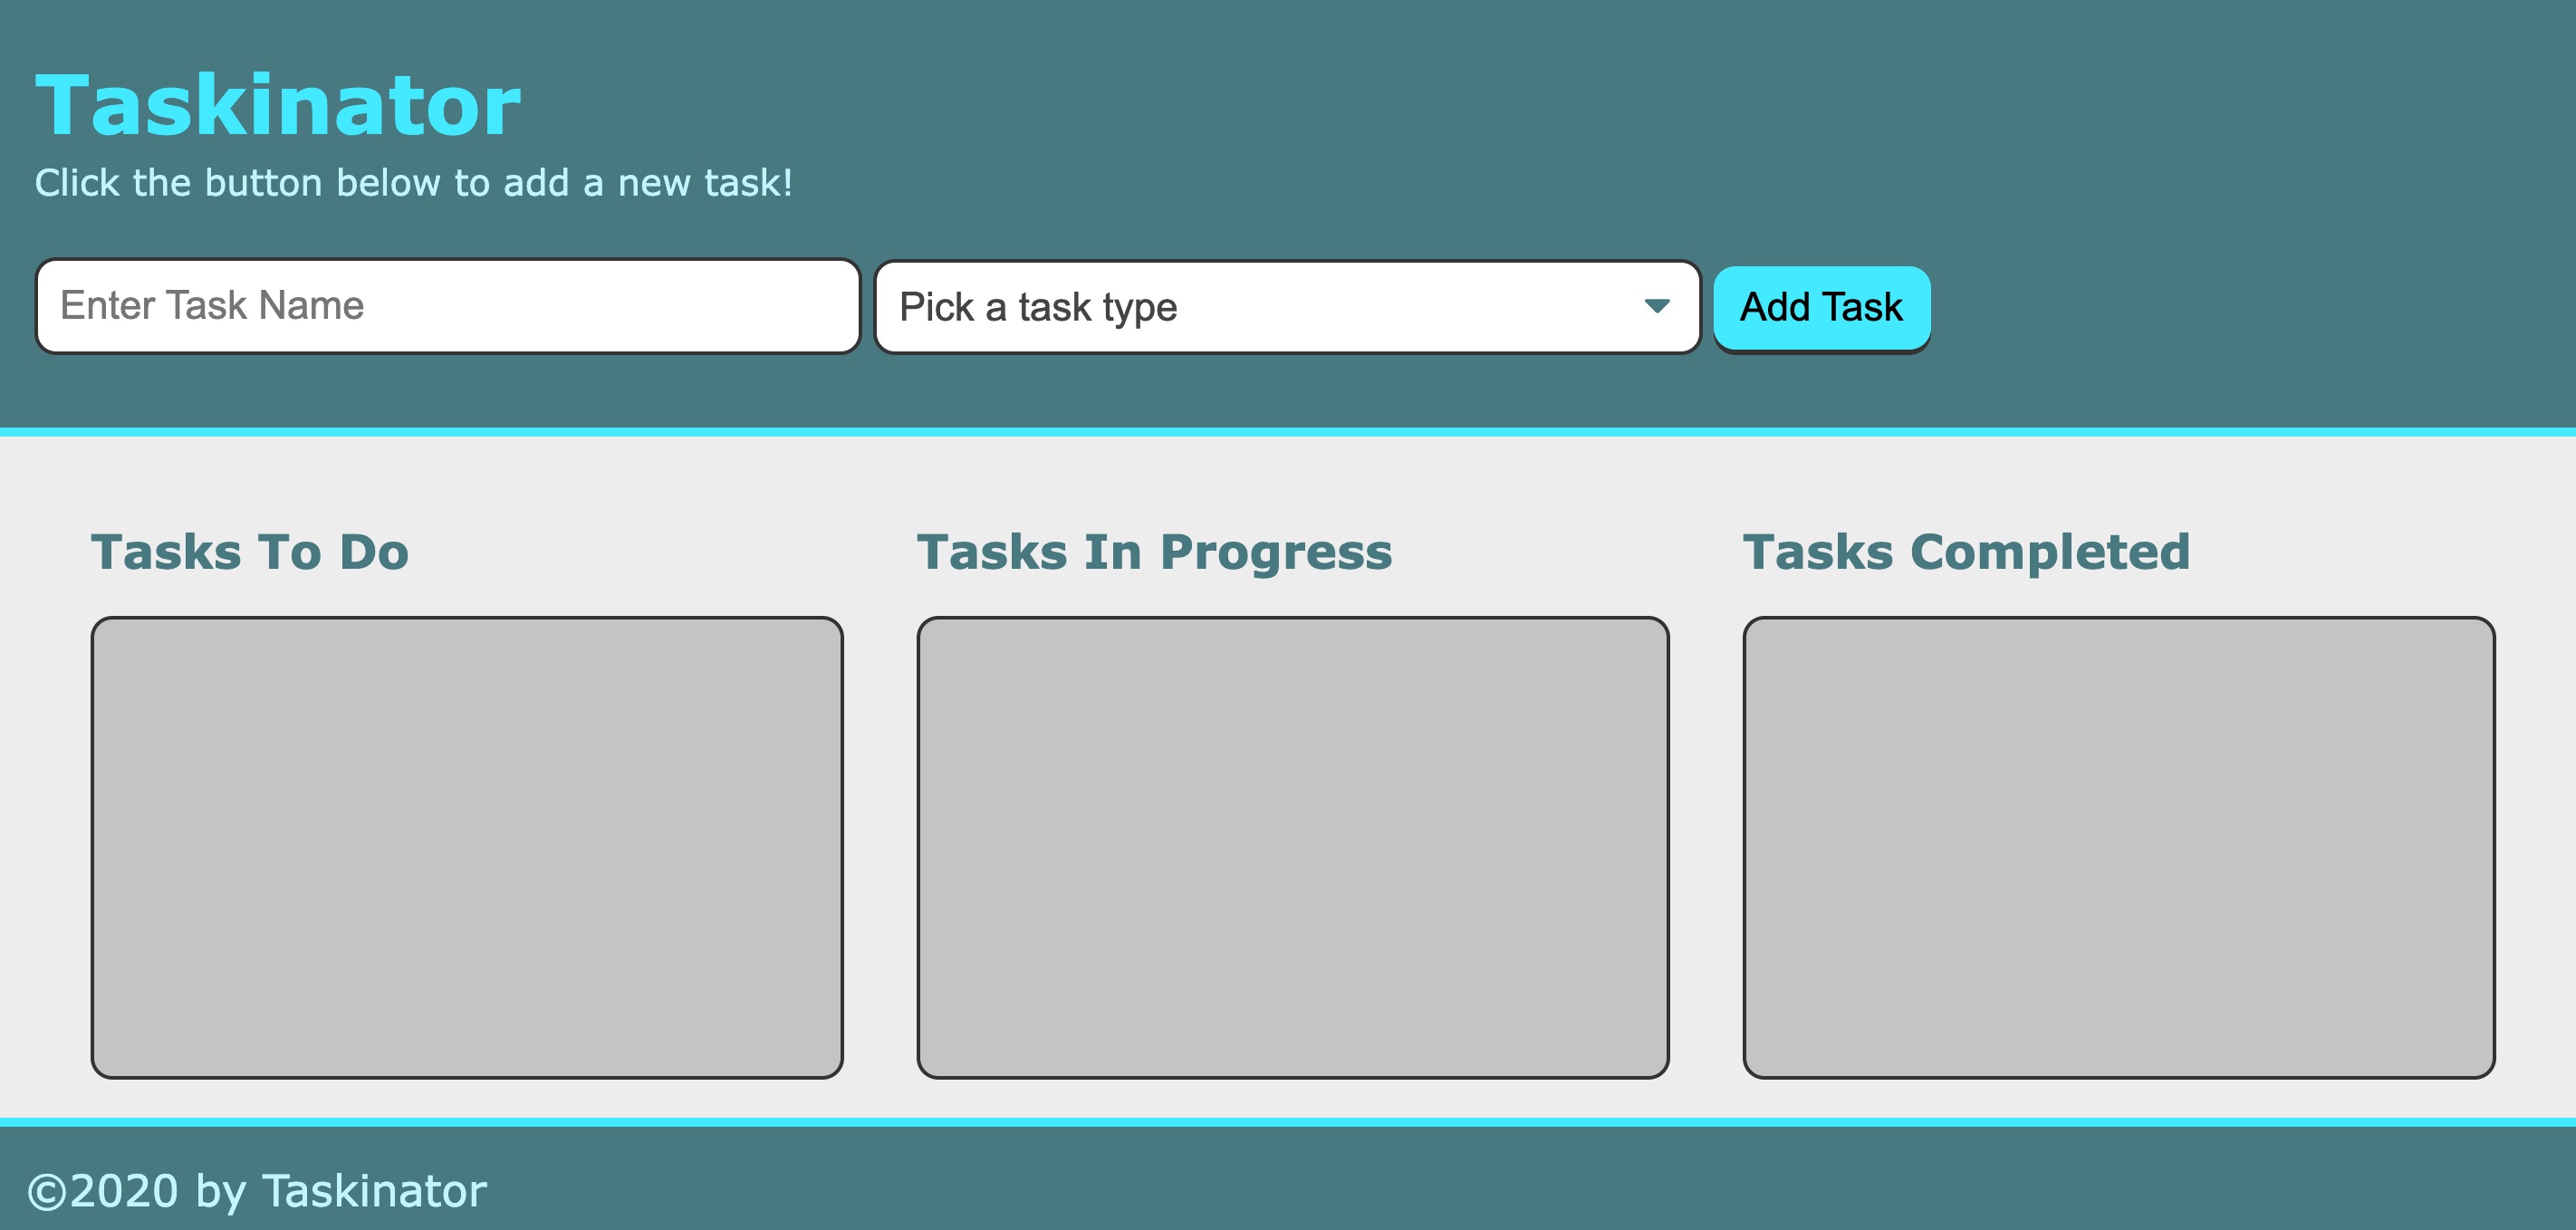 Taskinator
Click the button below to add a new task!
Enter Task Name
Pick a task type
Add Task
Tasks To Do
Tasks In Progress
Tasks Completed
©2020 by Taskinator